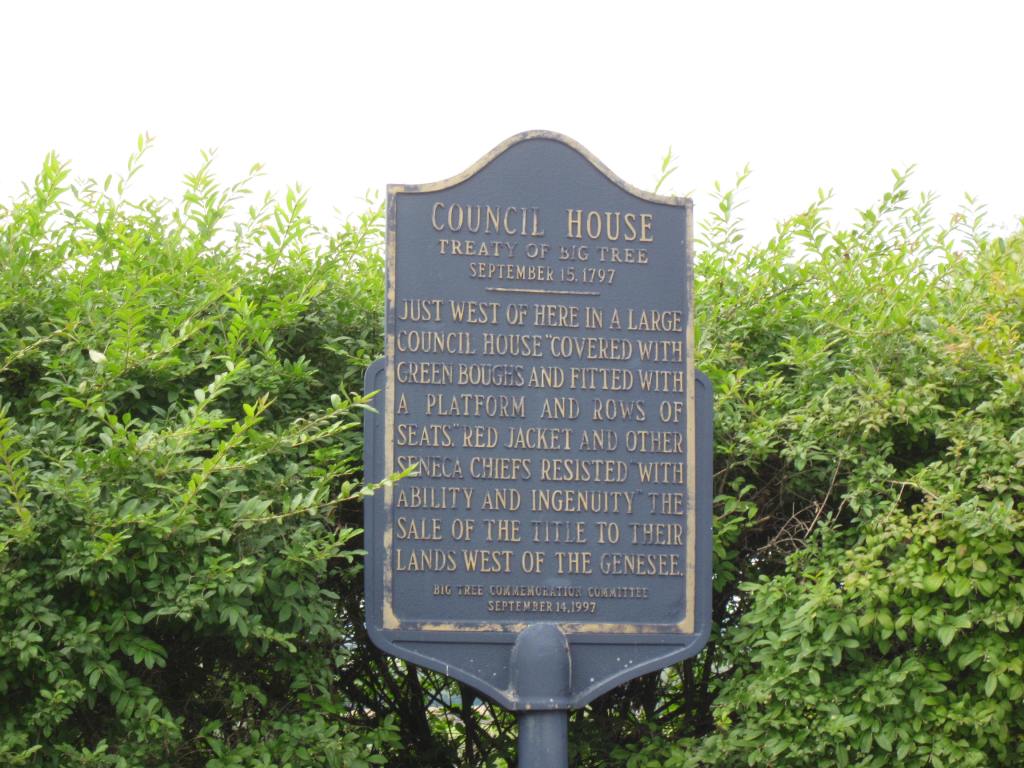 COUNCIL HOUSE
TREATY OF BIG TREE
SEPTEMBER 15, 1797
JUST WEST OF HERE IN A LARGE
COUNCIL HOUSE "COVERED WITH
GREEN BOUGHS AND FITTED WITH
A PLATFORM AND ROWS OF
SEATS." RED JACKET AND OTHER
SENECA CHIEFS RESISTED "WITH
ABILITY AND INGENUITY" THE
SALE OF THE TITLE TO THEIR
LANDS WEST OF THE GENESEE.
BIG TREE COMMEMORATION COMMITTEE
SEPTEMBER 14, 1997